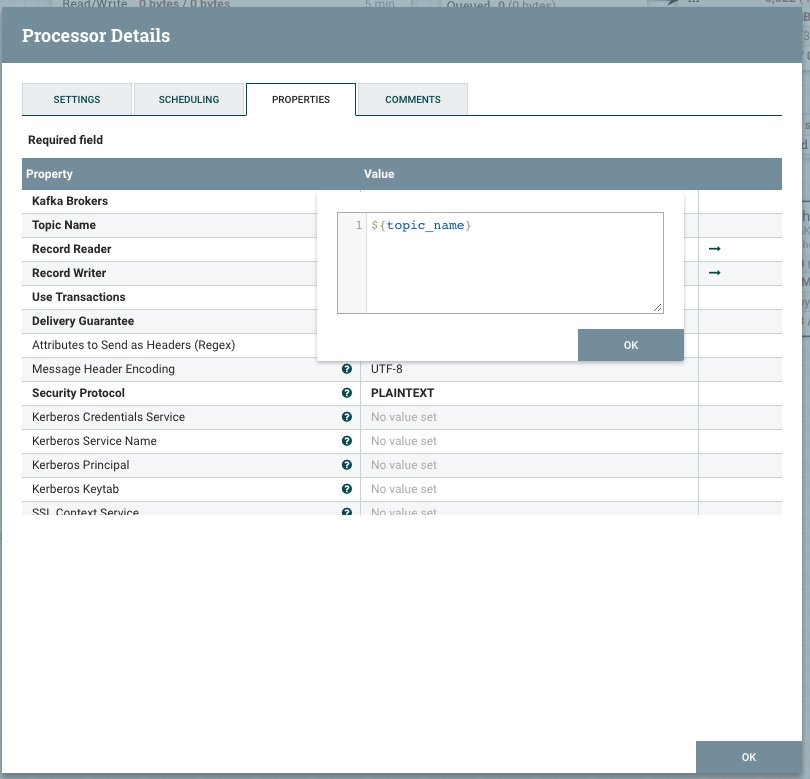 Read/Write 0 bytes / 0 bytes 5 min Queued 0 (0 bytes)
Processor Details
SETTINGS SCHEDULING PROPERTIES COMMENTS
Required field
Property Value
Kafka Brokers
Topic Name
Record Reader
Record Writer
Use Transactions
Delivery Guarantee
Attributes to Send as Headers (Regex)
1 ${topic_name}
OK
Message Header Encoding UTF-8
Security Protocol PLAINTEXT
Kerberos Credentials Service No value set
Kerberos Service Name No value set
Kerberos Principal No value set
Kerberos Keytab No value set
SSL Context Service No value set
OK